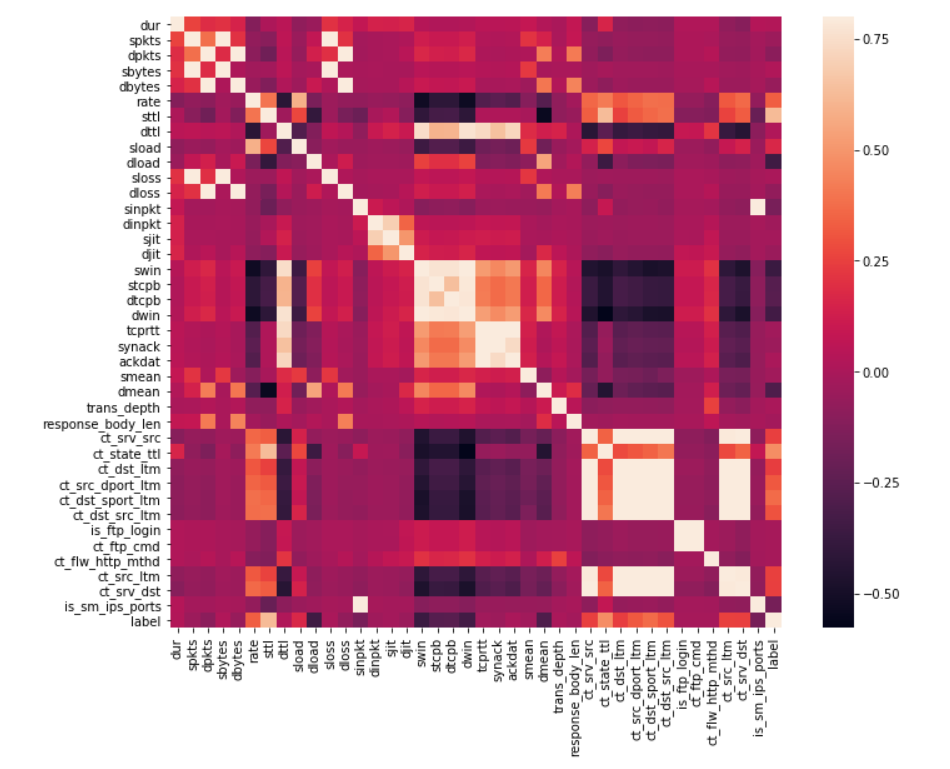 dur
spkts
dpkts
sbytes
dbytes
rate
sttl
dttl
sload
dload
sloss
dloss
sinpkt
dinpkt
sjit
djit
swin
stcpb
dtcpb
dwin
tcprtt
synack
ackdat
smean
dmean
trans_depth
response_body_len
ct_srv_src
ct_state_ttl
ct_dst_ltm
ct_src_dport_ltm
ct_dst_sport_ltm
ct_dst_src_ltm
is_ftp_login
ct_ftp_cmd
ct_flw_http_mthd
ct_src_ltm
ct_srv_dst
is_sm_ips_ports
label
dur
spkts
dpkts
sbytes
dbytes
rate
sttl
dttl
sload
dload
sloss
dloss
sinpkt
dinpkt
sjit
djit
swin
stcpb
dtcpb
dwin
tcprtt
synack
ackdat
smean
dmean
trans_depth
response_body_len
ct_srv_src
ct_state_ttl
ct_dst_ltm
ct_src_dport_ltm
ct_dst_sport_ltm
ct_dst_src_ltm
is_ftp_login
ct_ftp_cmd
ct_flw_http_mthd
ct_src_ltm
ct_srv_dst
is_sm_ips_ports
label
0.75
0.50
0.25
0.00
−0.25
−0.50